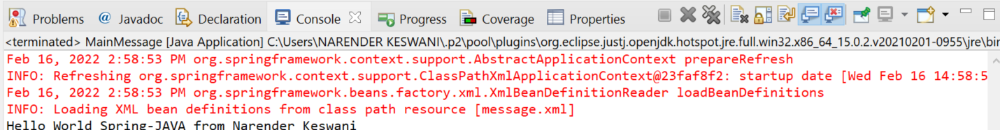 Problems @ Javadoc Declaration Console Progress Coverage Properties
<terminated> MainMessage [Java Application] C:\Users\NARENDER KESWANI\.p2\pool\plugins\org.eclipse.justj.openjdk.hotspot.jre.full.win32.x86_64_15.0.2.v20210201-0955\jre\bin
Feb 16, 2022 2:58:53 PM org.springframework.context.support.AbstractApplicationContext prepareRefresh
INFO: Refreshing org.springframework.context.support.ClassPathXmlApplicationContext@23faf8f2: startup date [Wed Feb 16 14:58:5
Feb 16, 2022 2:58:53 PM org.springframework.beans.factory.xml.XmlBeanDefinitionReader loadBeanDefinitions
INFO: Loading XML bean definitions from class path resource [message.xml]
Hello World Spring-JAVA from Narender Keswani